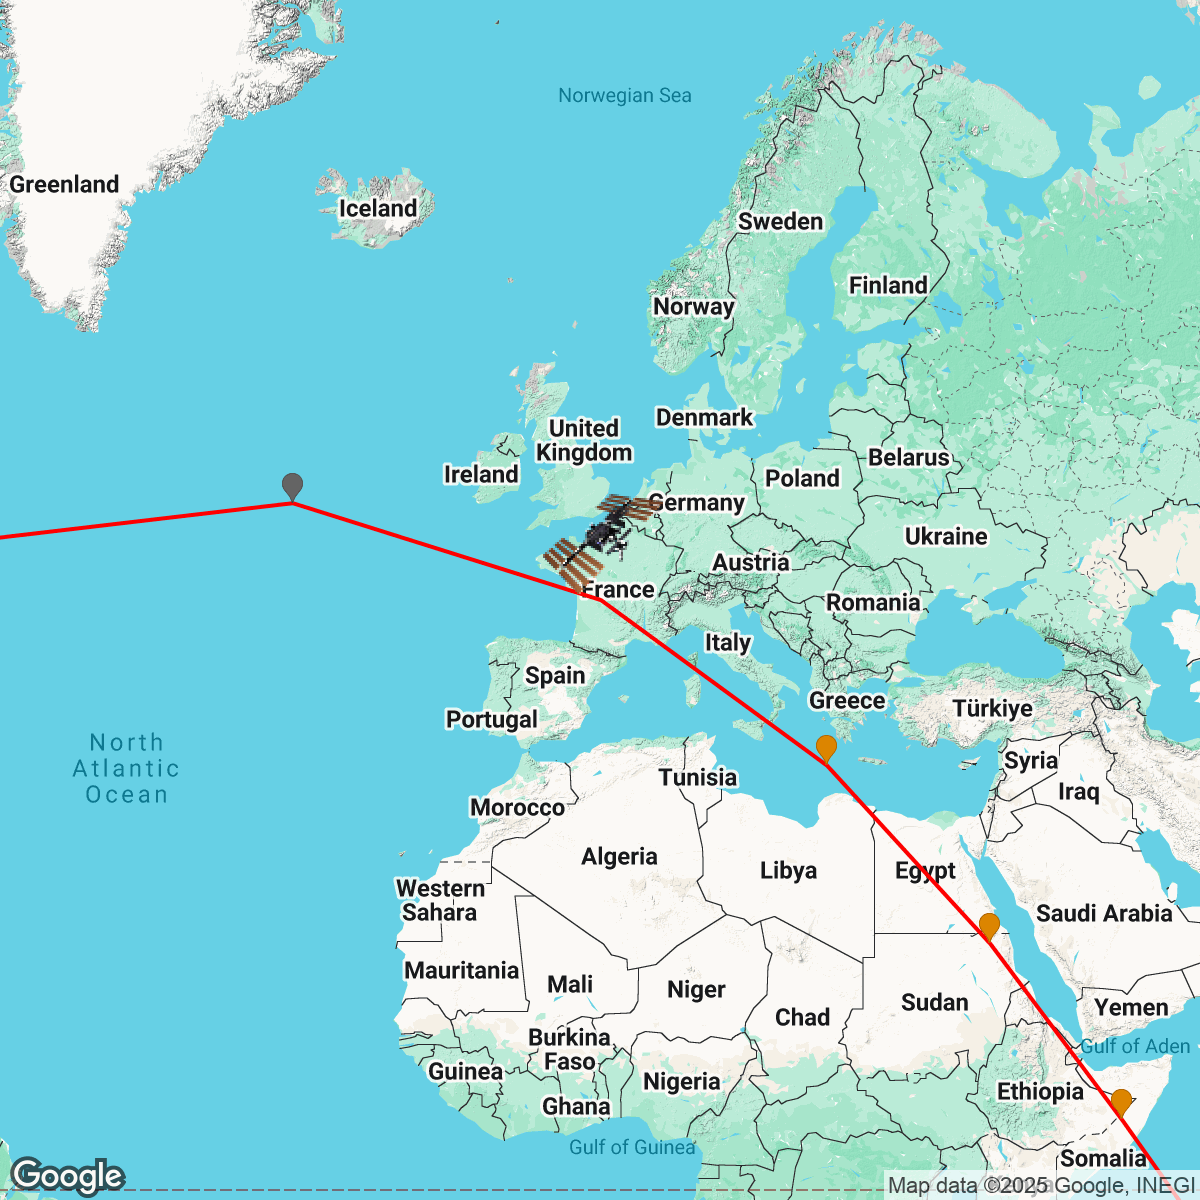 Norwegian Sea
Greenland
Iceland
Sweden
Finland
Norway
Denmark
United
Kingdom
Ireland
Belarus
Poland
Germany
Ukraine
Austria
France
Romania
Italy
Spain
Greece
Türkiye
Portugal
North
Atlantic
Ocean
Syria
Iraq
Tunisia
Morocco
Algeria
Libya
Egypt
Western
Sahara
Saudi Arabia
Mauritania
Mali
Niger
Chad
Sudan
Yemen
Burkina
Faso
Gulf of Aden
Guinea
Nigeria
Ethiopia
Ghana
Gulf of Guinea
Somalia
Google
Map data ©2025 Google, INEGI